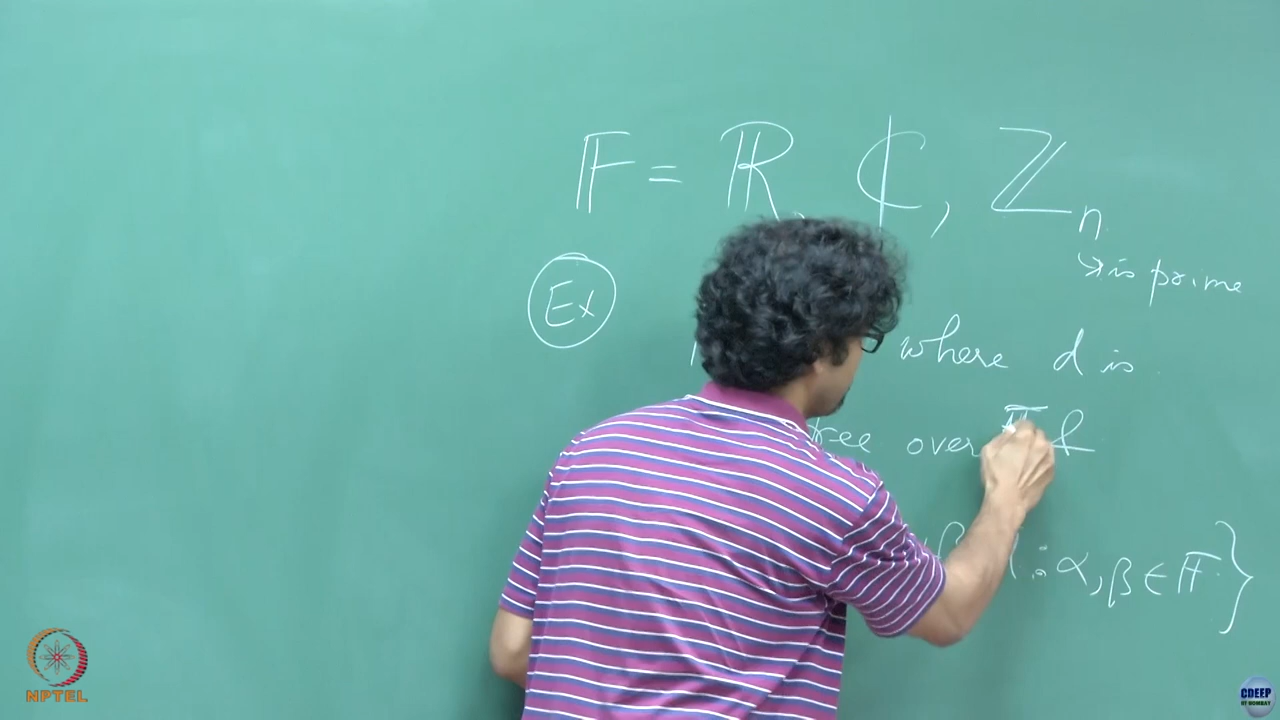 𝔽 = ℝ, ℂ, ℤₙ
↳ is prime
Ex
where d is
free over 𝔽 &
: α, β ∈ 𝔽 }
NPTEL
CDEEP
IIT BOMBAY